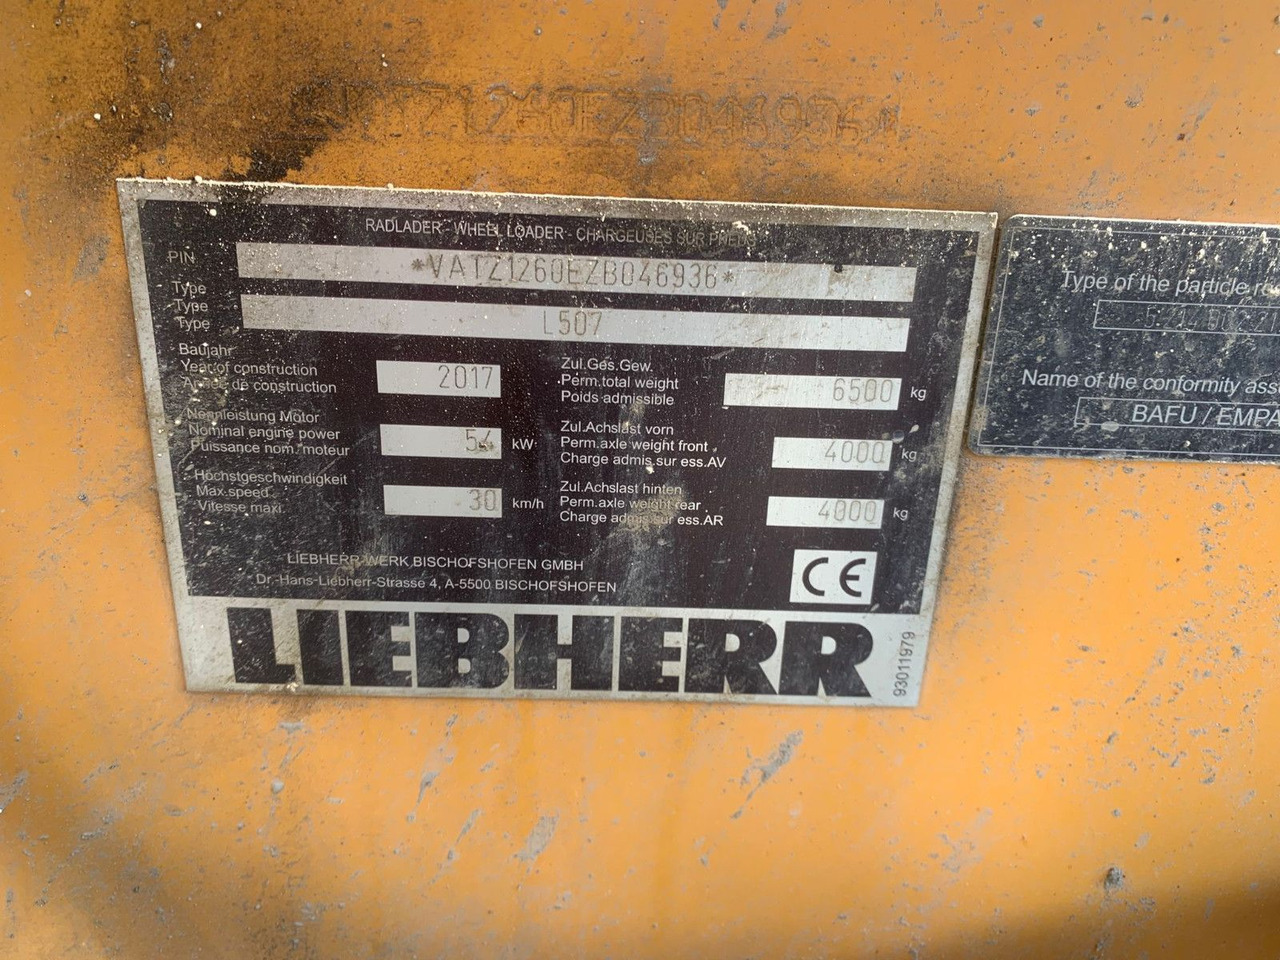 Z1260EZB046936*
RADLADER - WHEEL LOADER - CHARGEUSES SUR PNEUS
PIN *VATZ1260EZB046936*
Type
Type L507
Type
Baujahr
Year of construction 2017
Année de construction
Nennleistung Motor
Nominal engine power 54 kW
Puissance nom. moteur
Höchstgeschwindigkeit
Max.speed 30 km/h
Vitesse maxi.
Zul.Ges.Gew.
Perm.total weight 6500 kg
Poids admissible
Zul.Achslast vorn
Perm.axle weight front 4000 kg
Charge admis.sur ess.AV
Zul.Achslast hinten
Perm.axle weight rear 4000 kg
Charge admis.sur ess.AR
LIEBHERR-WERK BISCHOFSHOFEN GMBH
Dr.-Hans-Liebherr-Strasse 4, A-5500 BISCHOFSHOFEN
CE
LIEBHERR
93011979
Type of the particle
Name of the conformity
BAFU / EMPA